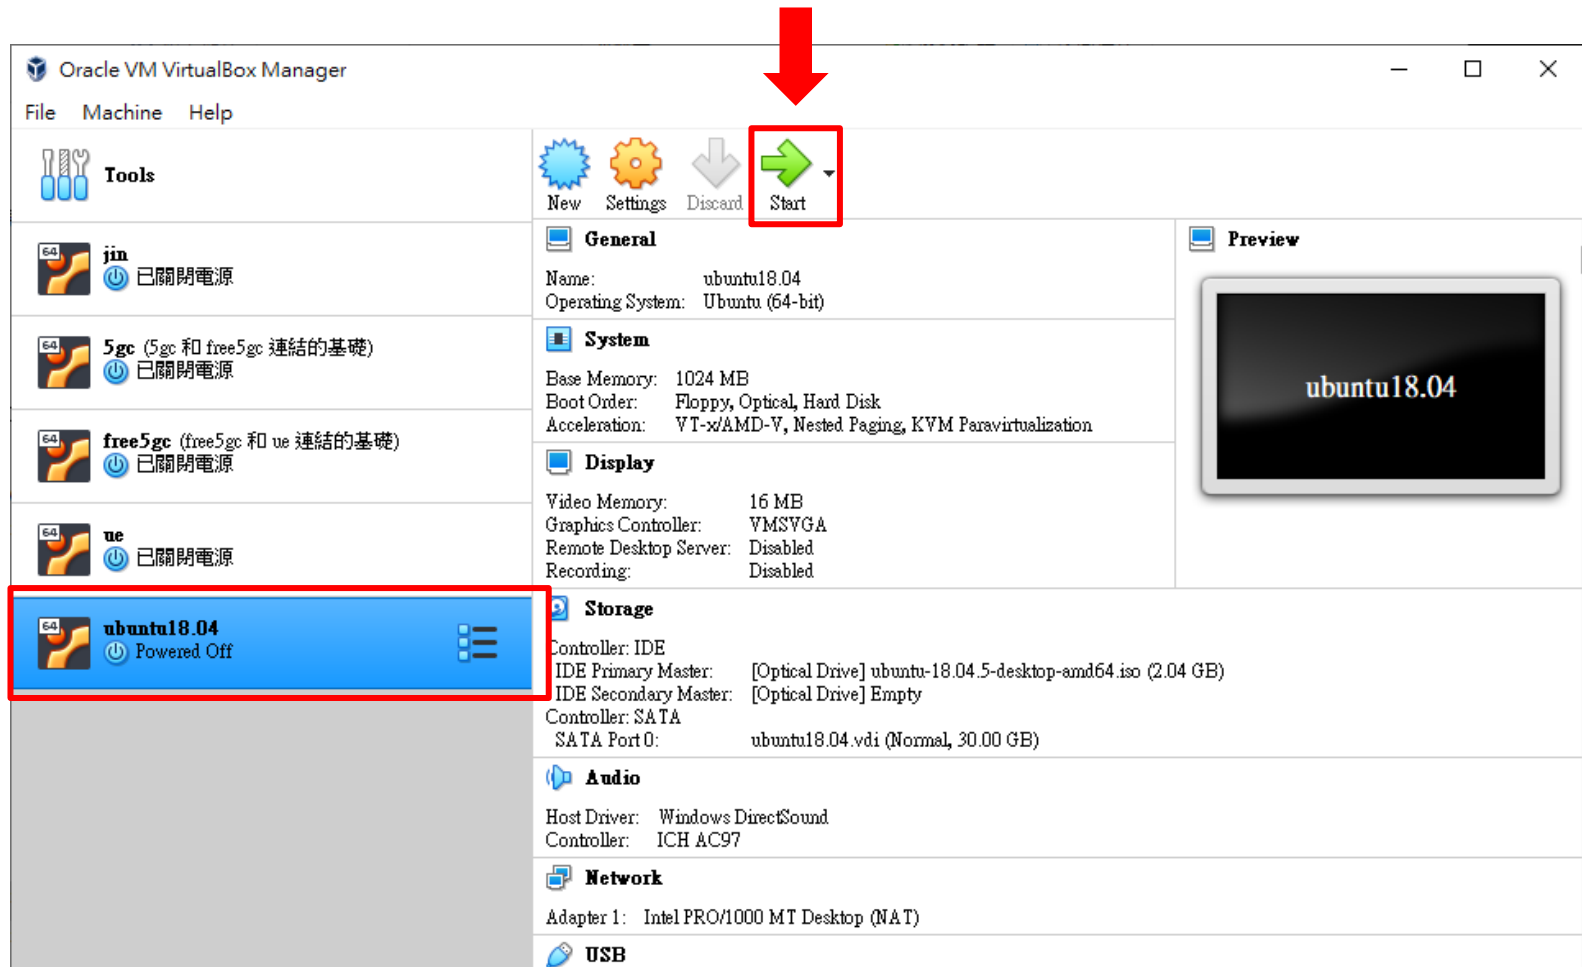 Oracle VM VirtualBox Manager
File Machine Help
Tools
New Settings Discard Start
64
jin
已關閉電源
64
5gc (5gc 和 free5gc 連結的基礎)
已關閉電源
64
free5gc (free5gc 和 ue 連結的基礎)
已關閉電源
64
ue
已關閉電源
64
ubuntu18.04
Powered Off
General
Name: ubuntu18.04
Operating System: Ubuntu (64-bit)
System
Base Memory: 1024 MB
Boot Order: Floppy, Optical, Hard Disk
Acceleration: VT-x/AMD-V, Nested Paging, KVM Paravirtualization
Display
Video Memory: 16 MB
Graphics Controller: VMSVGA
Remote Desktop Server: Disabled
Recording: Disabled
Preview
ubuntu18.04
Storage
Controller: IDE
IDE Primary Master: [Optical Drive] ubuntu-18.04.5-desktop-amd64.iso (2.04 GB)
IDE Secondary Master: [Optical Drive] Empty
Controller: SATA
SATA Port 0: ubuntu18.04.vdi (Normal, 30.00 GB)
Audio
Host Driver: Windows DirectSound
Controller: ICH AC97
Network
Adapter 1: Intel PRO/1000 MT Desktop (NAT)
USB